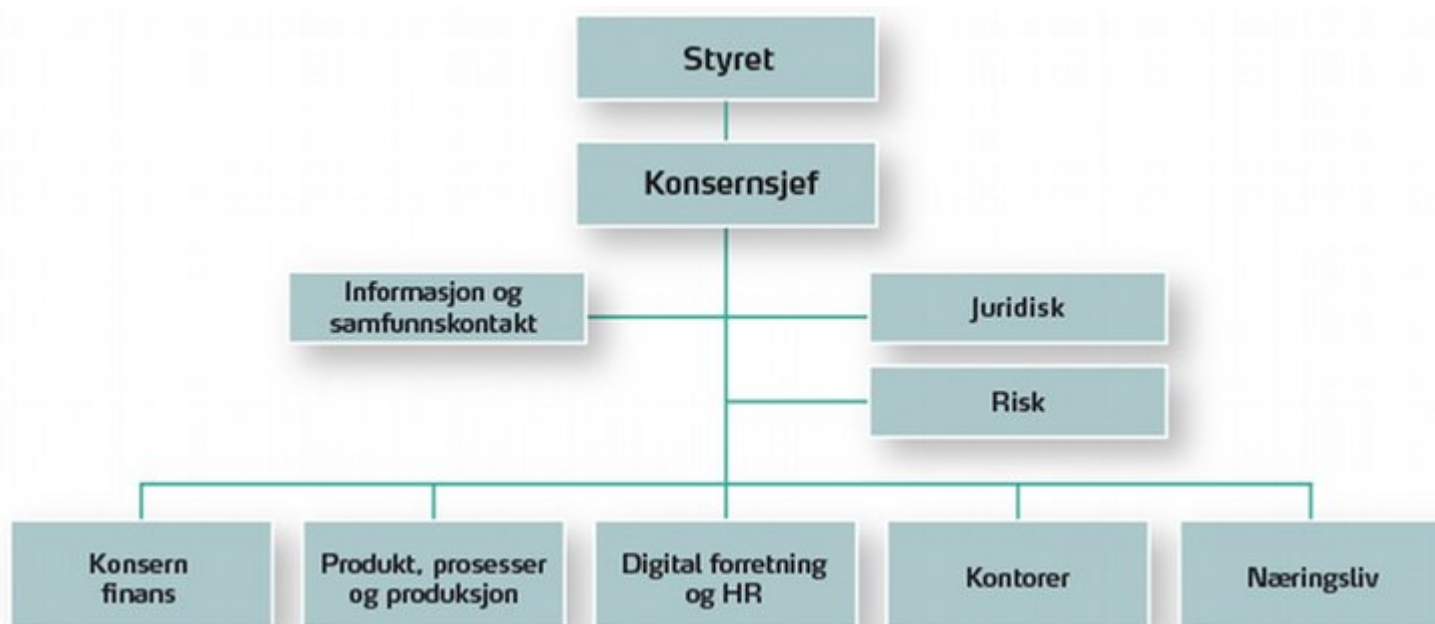 Styret
Konsernsjef
Informasjon og
samfunnskontakt
Juridisk
Risk
Konsern
finans
Produkt, prosesser
og produksjon
Digital forretning
og HR
Kontorer
Næringsliv